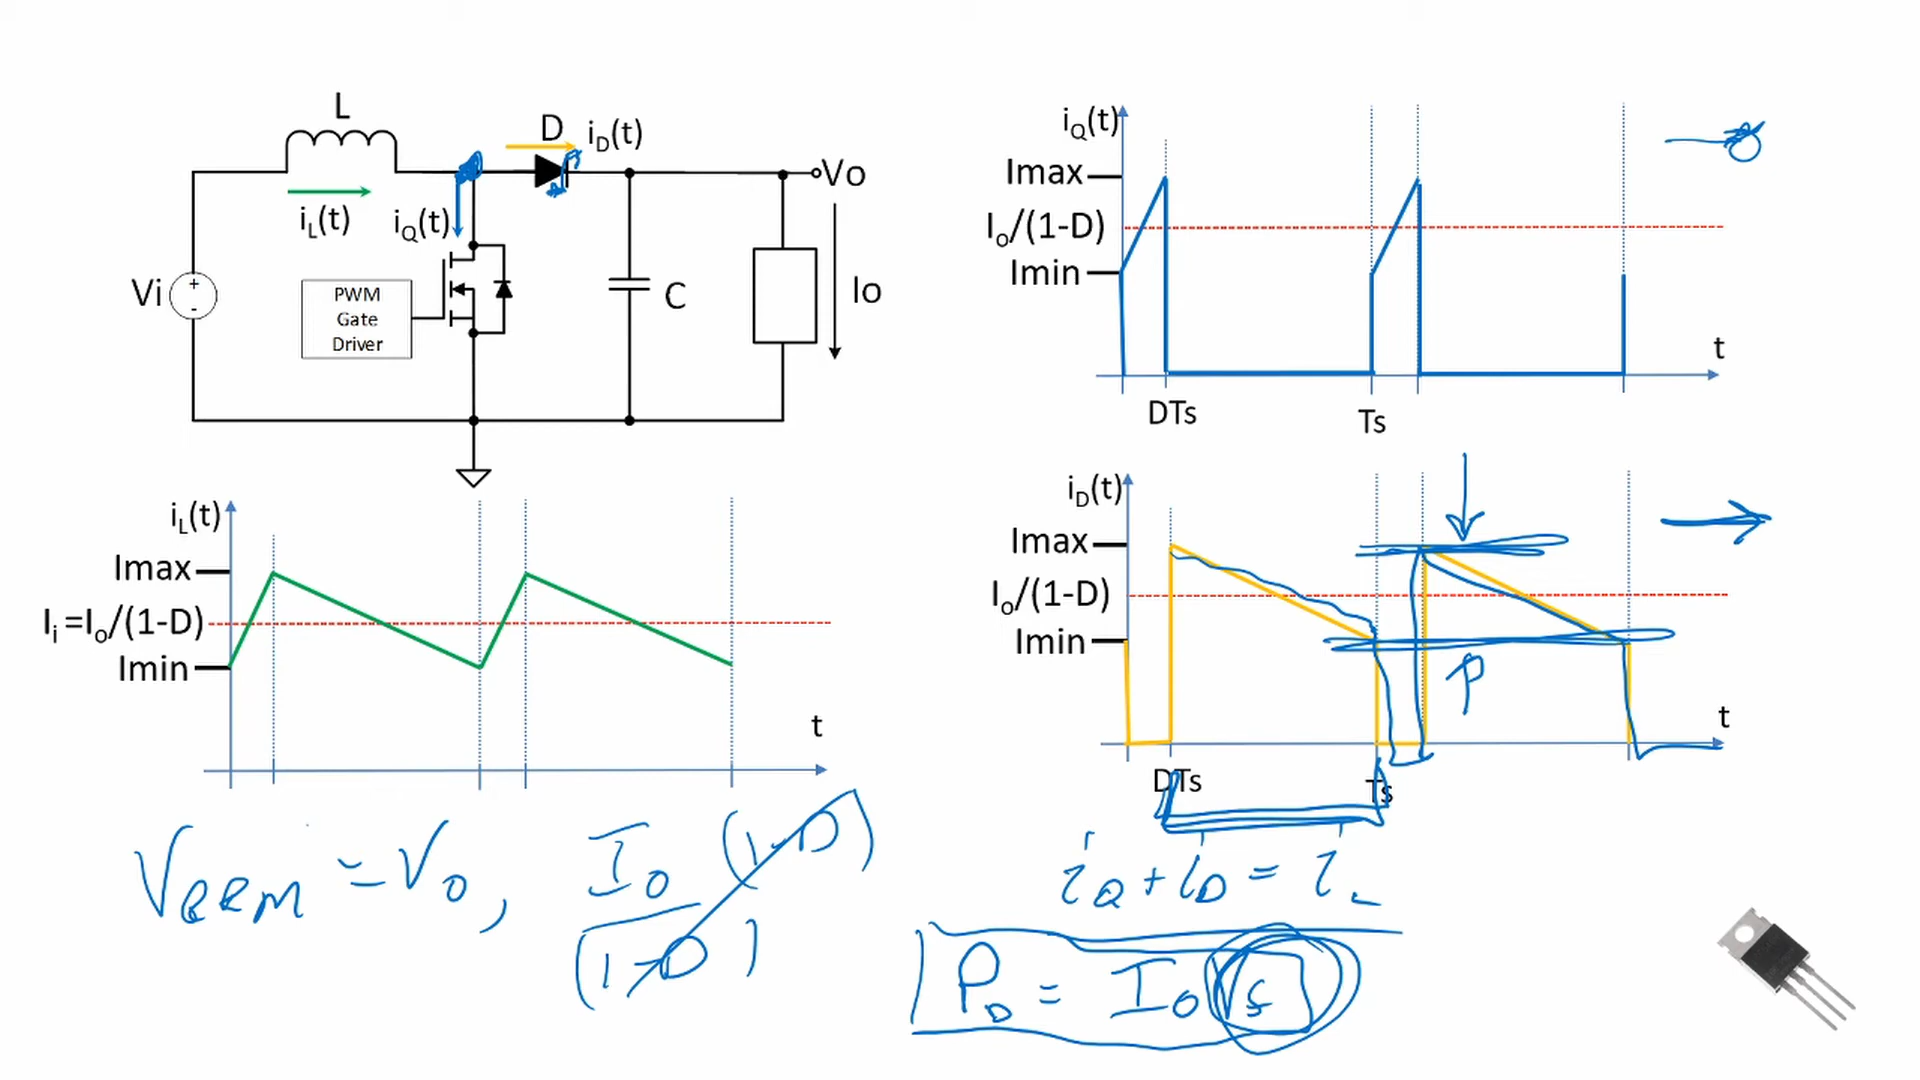 L
D
iD(t)
Vo
iL(t)
iQ(t)
Vi
+
-
PWM
Gate
Driver
C
Io
iL(t)
Imax
Ii =Io/(1-D)
Imin
t
iQ(t)
Imax
Io/(1-D)
Imin
t
DTs
Ts
iD(t)
Imax
Io/(1-D)
Imin
t
DTs
Ts
VRRM = Vo, Io (1-D)
(1-D)
iQ + iD = iL
PD = Io Vf